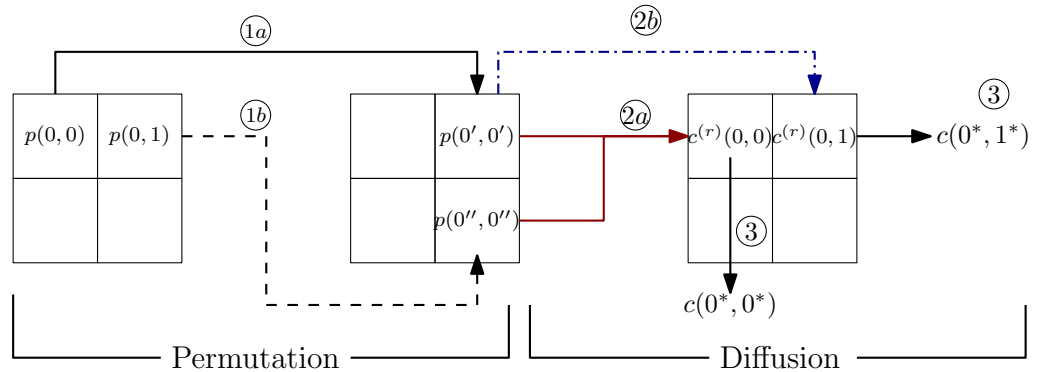 1a
2b
1b
2a
3
p(0, 0) p(0, 1) p(0′, 0′) c^(r)(0, 0) c^(r)(0, 1) c(0*, 1*)
p(0′′, 0′′)
3
c(0*, 0*)
Permutation Diffusion